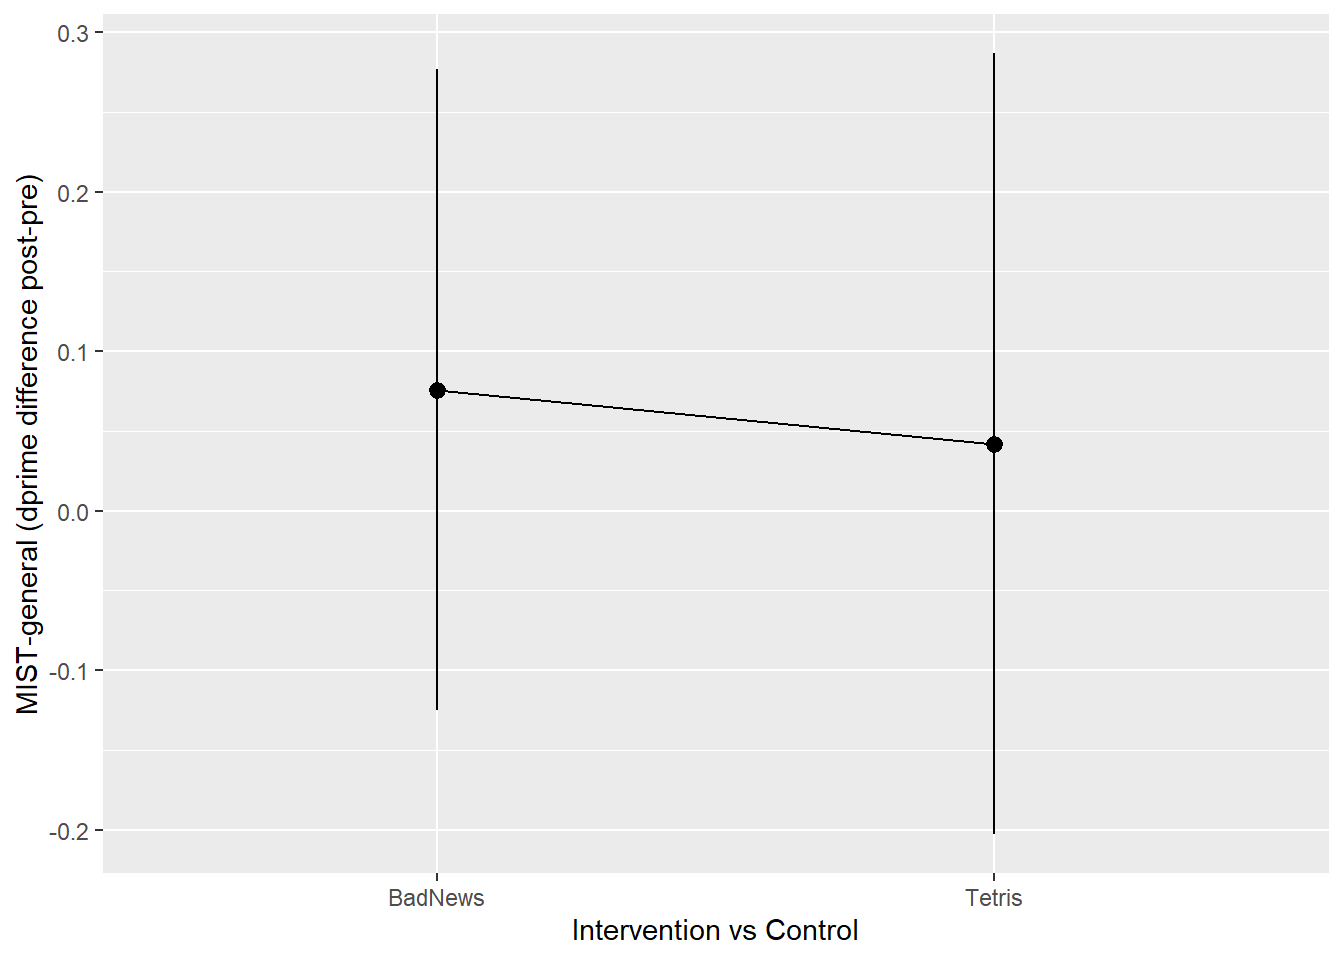 MIST-general (dprime difference post-pre)
0.3
0.2
0.1
0.0
-0.1
-0.2
BadNews
Tetris
Intervention vs Control